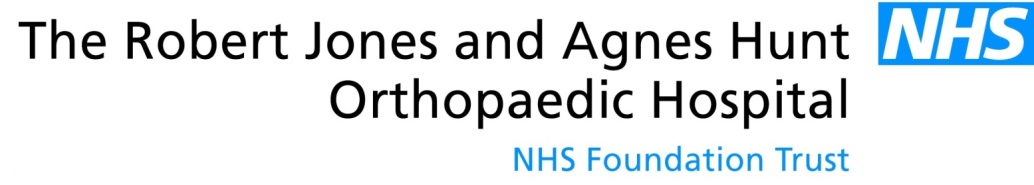 The Robert Jones and Agnes Hunt NHS
Orthopaedic Hospital
NHS Foundation Trust